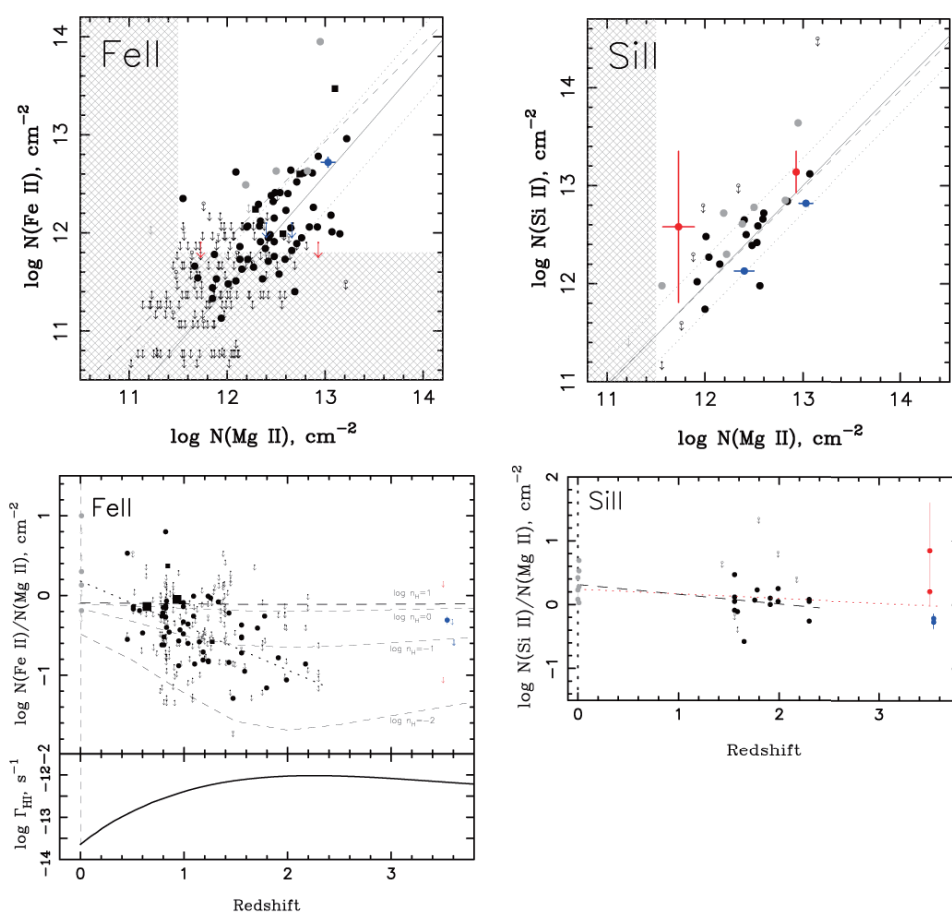 FeII
log N(Fe II), cm⁻²
14
13
12
11
11 12 13 14
log N(Mg II), cm⁻²
SiII
log N(Si II), cm⁻²
14
13
12
11
11 12 13 14
log N(Mg II), cm⁻²
FeII
log N(Fe II)/N(Mg II), cm⁻²
1
0
−1
log n_H=1
log n_H=0
log n_H=−1
log n_H=−2
log Γ_HI, s⁻¹
−2
−12
−13
−14
0 1 2 3
Redshift
SiII
log N(Si II)/N(Mg II), cm⁻²
2
1
0
−1
0 1 2 3
Redshift